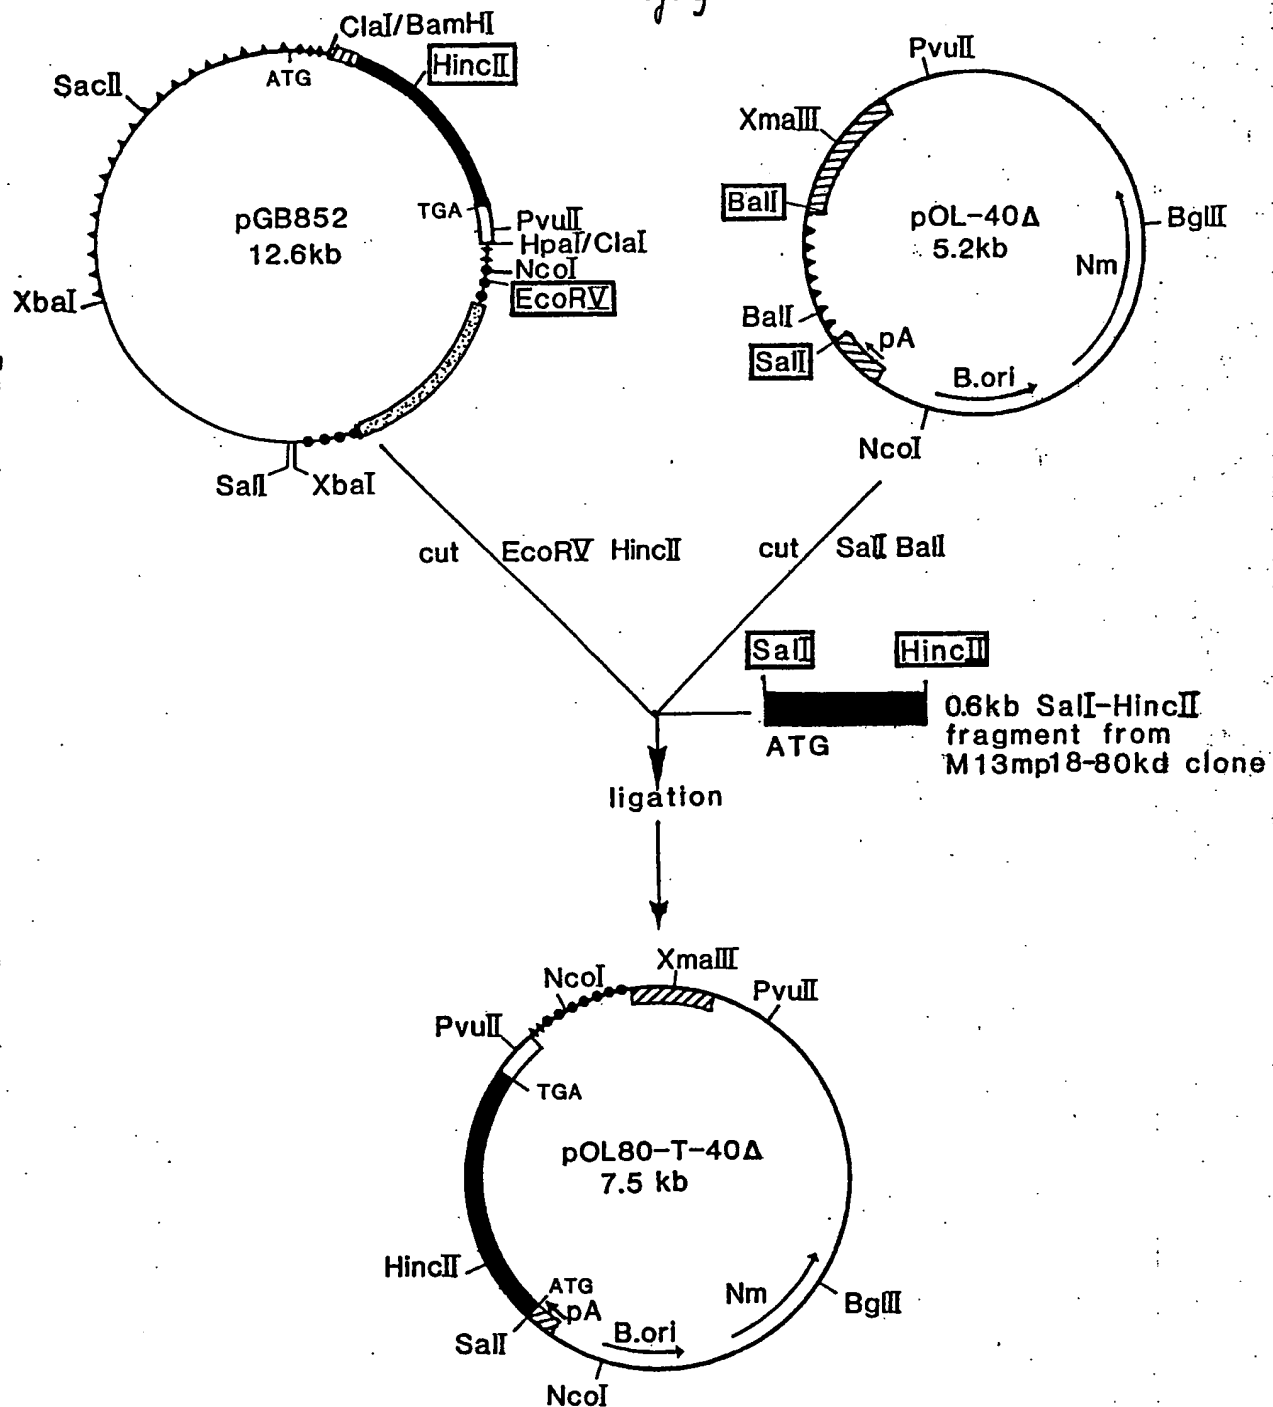 ClaI/BamHI
HincII
ATG
SacII
pGB852
12.6kb
TGA
PvuII
HpaI/ClaI
NcoI
EcoRV
XbaI
SalI
XbaI
PvuII
XmaIII
BalI
pOL-40Δ
5.2kb
BglII
Nm
BalI
pA
SalI
B.ori
NcoI
cut EcoRV HincII
cut SalI BalI
SalI
HincII
0.6kb SalI-HincII
fragment from
M13mp18-80kd clone
ATG
ligation
XmaIII
NcoI
PvuII
PvuII
TGA
pOL80-T-40Δ
7.5 kb
HincII
ATG
pA
Nm
BglII
SalI
B.ori
NcoI